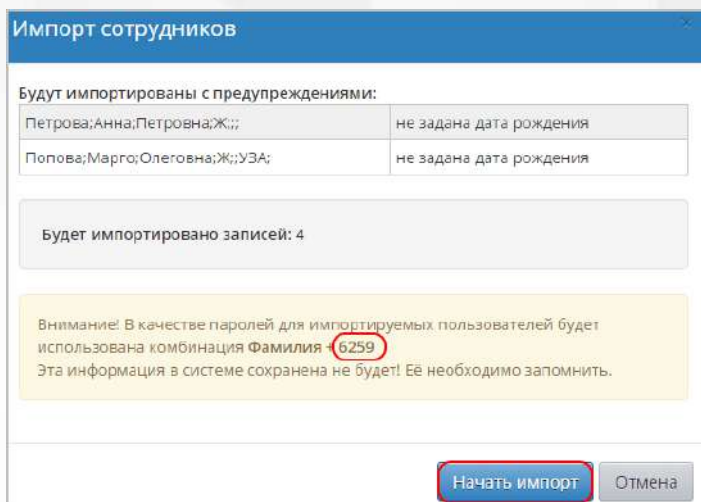 Импорт сотрудников
Будут импортированы с предупреждениями:
Петрова;Анна;Петровна;Ж;;; не задана дата рождения
Попова;Марго;Олеговна;Ж;;УЗА; не задана дата рождения
Будет импортировано записей: 4
Внимание! В качестве паролей для импортируемых пользователей будет
использована комбинация Фамилия + 6259
Эта информация в системе сохранена не будет! Её необходимо запомнить.
Начать импорт Отмена